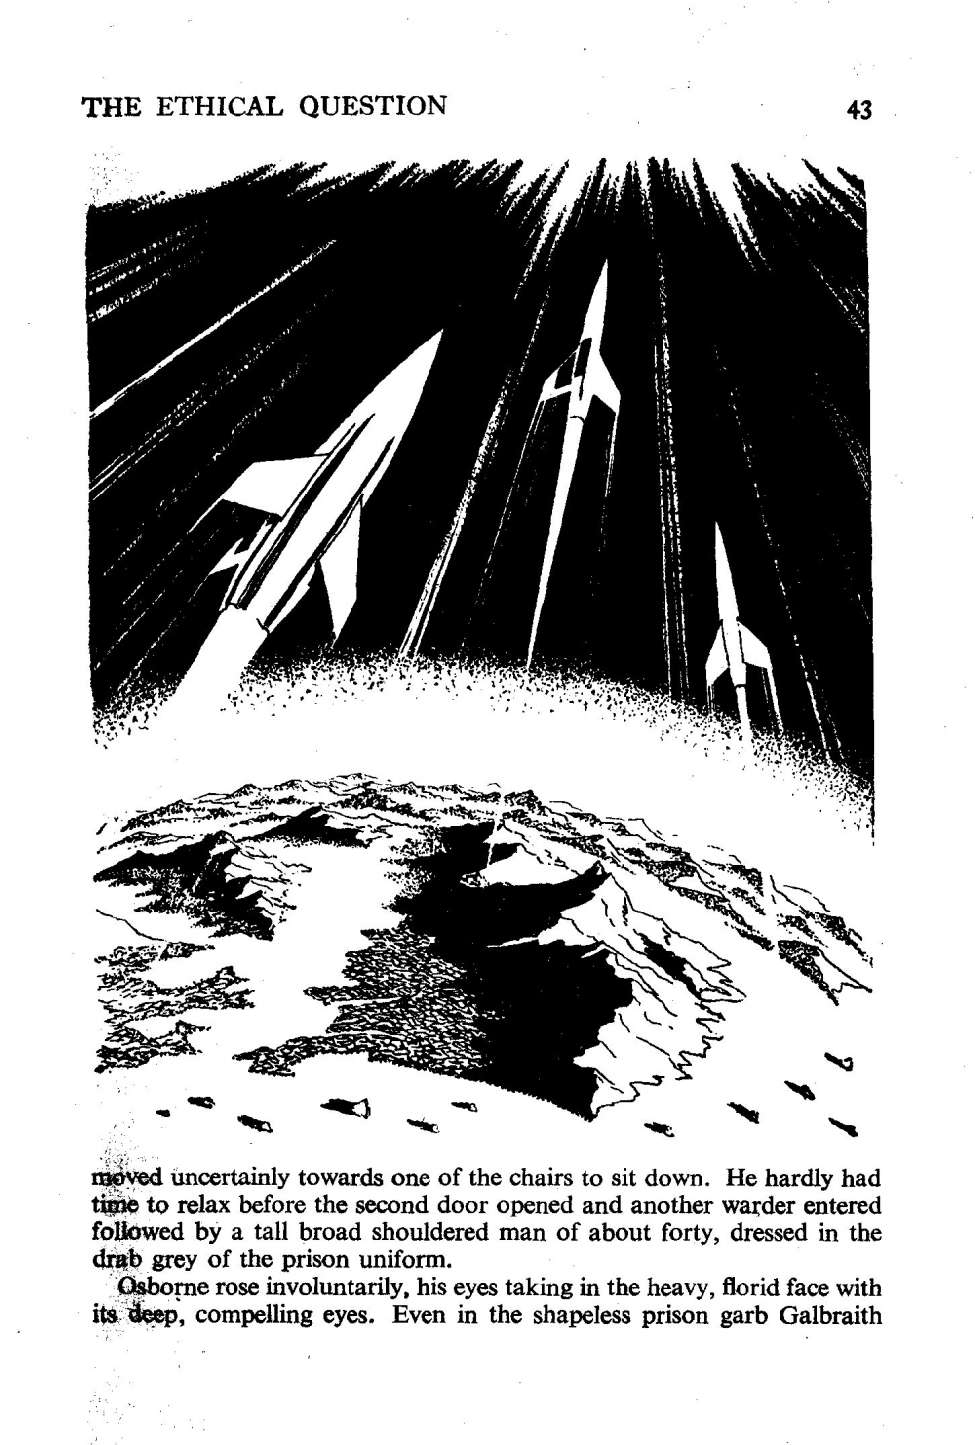 THE ETHICAL QUESTION 43
moved uncertainly towards one of the chairs to sit down. He hardly had
time to relax before the second door opened and another warder entered
followed by a tall broad shouldered man of about forty, dressed in the
drab grey of the prison uniform.
Osborne rose involuntarily, his eyes taking in the heavy, florid face with
its deep, compelling eyes. Even in the shapeless prison garb Galbraith